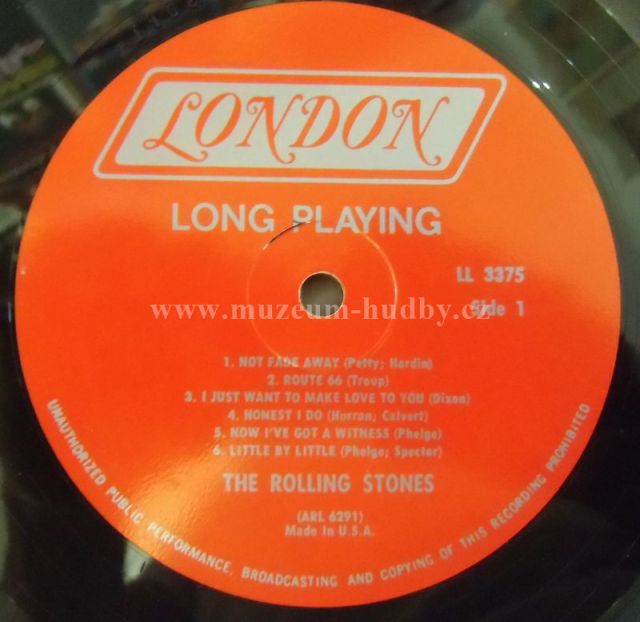 LONDON
LONG PLAYING
LL 3375
Side 1
www.muzeum-hudby.cz
1. NOT FADE AWAY (Petty; Hardin)
2. ROUTE 66 (Troup)
3. I JUST WANT TO MAKE LOVE TO YOU (Dixon)
4. HONEST I DO (Hurran; Calvert)
5. NOW I'VE GOT A WITNESS (Phelge)
6. LITTLE BY LITTLE (Phelge; Spector)
THE ROLLING STONES
(ARL 6291)
Made In U.S.A.
UNAUTHORIZED PUBLIC PERFORMANCE, BROADCASTING AND COPYING OF THIS RECORDING PROHIBITED